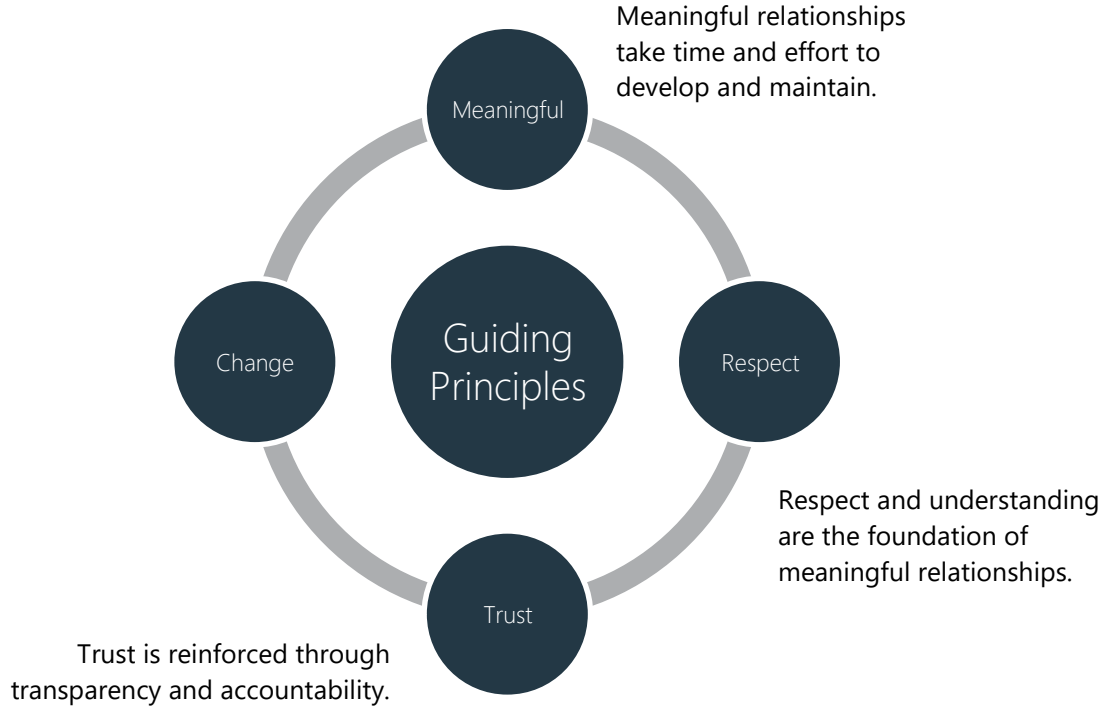 Meaningful relationships
take time and effort to
develop and maintain.
Meaningful
Guiding
Principles
Change
Respect
Respect and understanding
are the foundation of
meaningful relationships.
Trust
Trust is reinforced through
transparency and accountability.